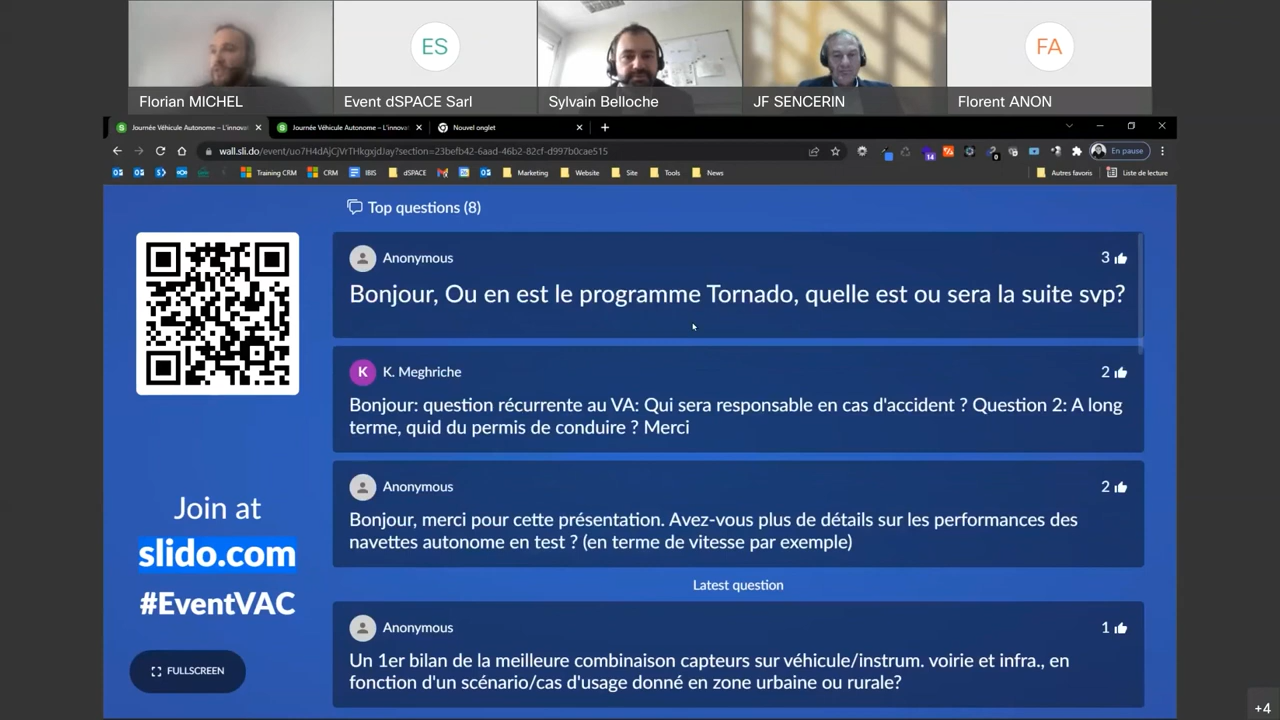 ES
FA
Florian MICHEL
Event dSPACE Sarl
Sylvain Belloche
JF SENCERIN
Florent ANON
Journée Véhicule Autonome – L'innova
Journée Véhicule Autonome – L'innova
Nouvel onglet
wall.sli.do/event/uo7H4dAjCjVrTHkgxjdJay?section=23befb42-6aad-46b2-82cf-d997b0cae515
14
0
En pause
Training CRM
CRM
IBIS
dSPACE
Marketing
Website
Site
Tools
News
Autres favoris
Liste de lecture
Top questions (8)
Anonymous
3
Bonjour, Ou en est le programme Tornado, quelle est ou sera la suite svp?
K
K. Meghriche
2
Bonjour: question récurrente au VA: Qui sera responsable en cas d'accident ? Question 2: A long
terme, quid du permis de conduire ? Merci
Anonymous
2
Bonjour, merci pour cette présentation. Avez-vous plus de détails sur les performances des
navettes autonome en test ? (en terme de vitesse par exemple)
Latest question
Anonymous
1
Un 1er bilan de la meilleure combinaison capteurs sur véhicule/instrum. voirie et infra., en
fonction d'un scénario/cas d'usage donné en zone urbaine ou rurale?
Join at
slido.com
#EventVAC
FULLSCREEN
+4